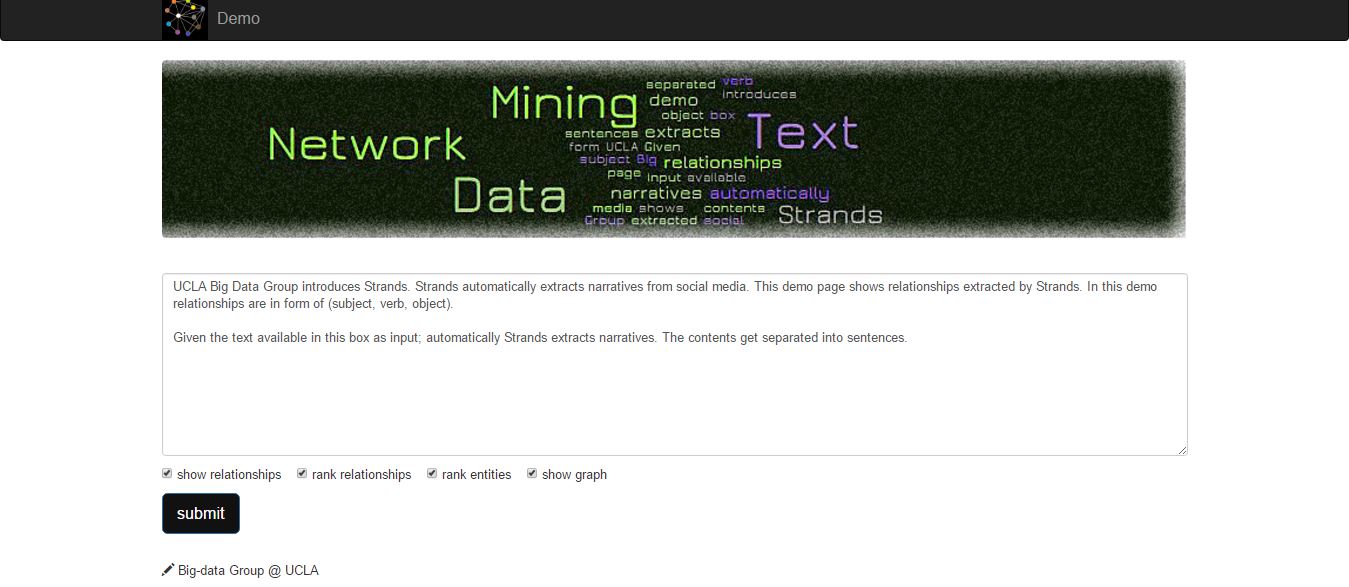 Demo
separated verb
Mining demo introduces
object box Text
Network sentences extracts
form UCLA Given
subject Big relationships
page input available
Data narratives automatically
media shows contents Strands
Group extracted social
UCLA Big Data Group introduces Strands. Strands automatically extracts narratives from social media. This demo page shows relationships extracted by Strands. In this demo
relationships are in form of (subject, verb, object).
Given the text available in this box as input; automatically Strands extracts narratives. The contents get separated into sentences.
show relationships rank relationships rank entities show graph
submit
Big-data Group @ UCLA